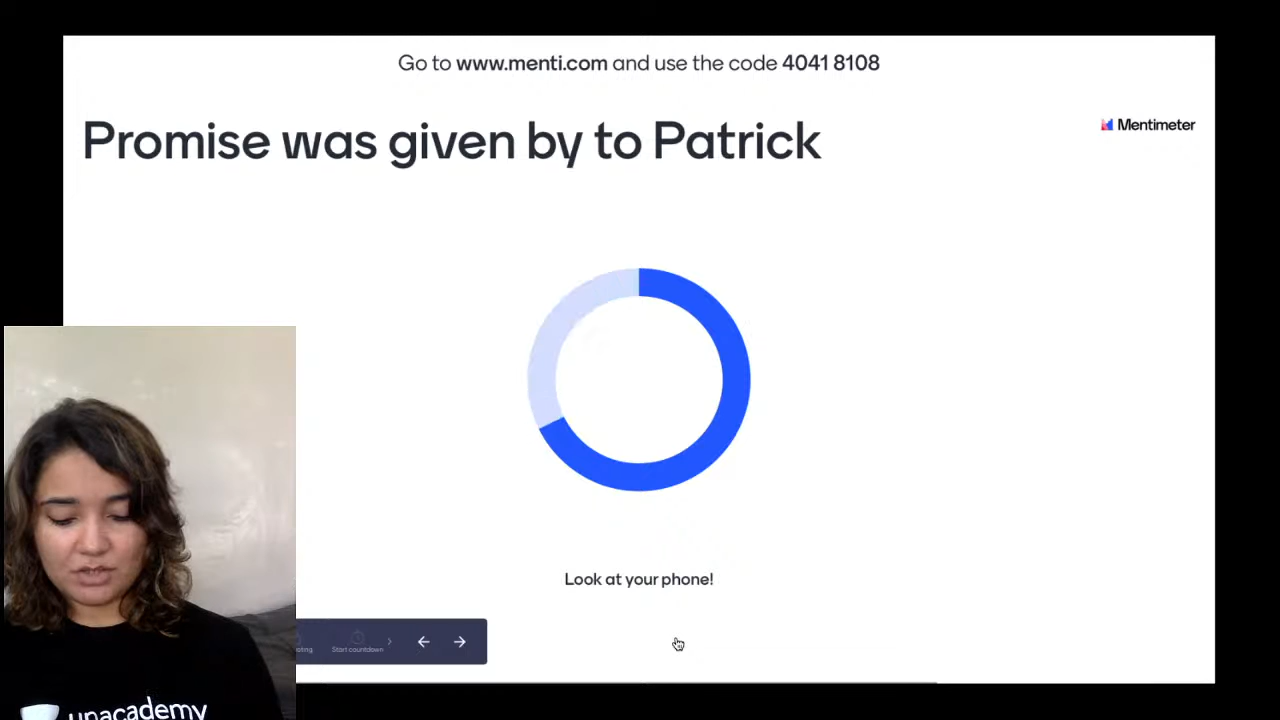 Go to www.menti.com and use the code 4041 8108
Promise was given by to Patrick
Mentimeter
Look at your phone!
Start countdown
unacademy